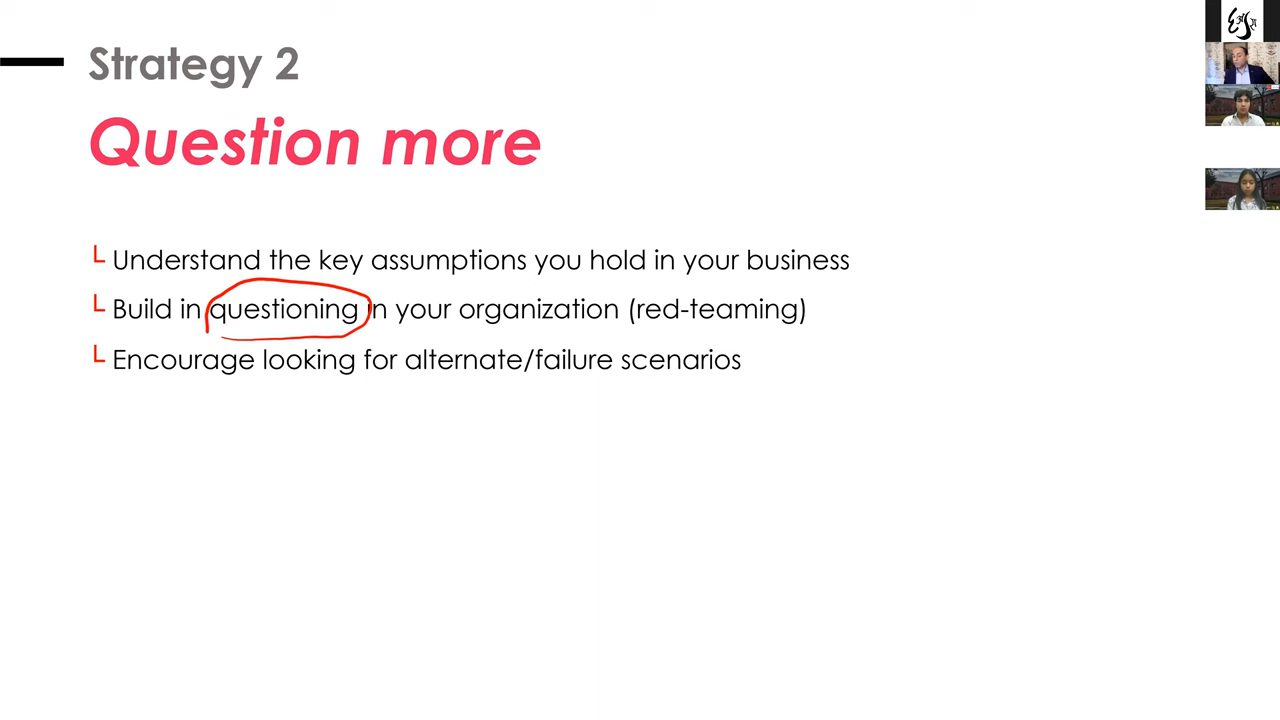 Strategy 2
Question more
Understand the key assumptions you hold in your business
Build in questioning in your organization (red-teaming)
Encourage looking for alternate/failure scenarios